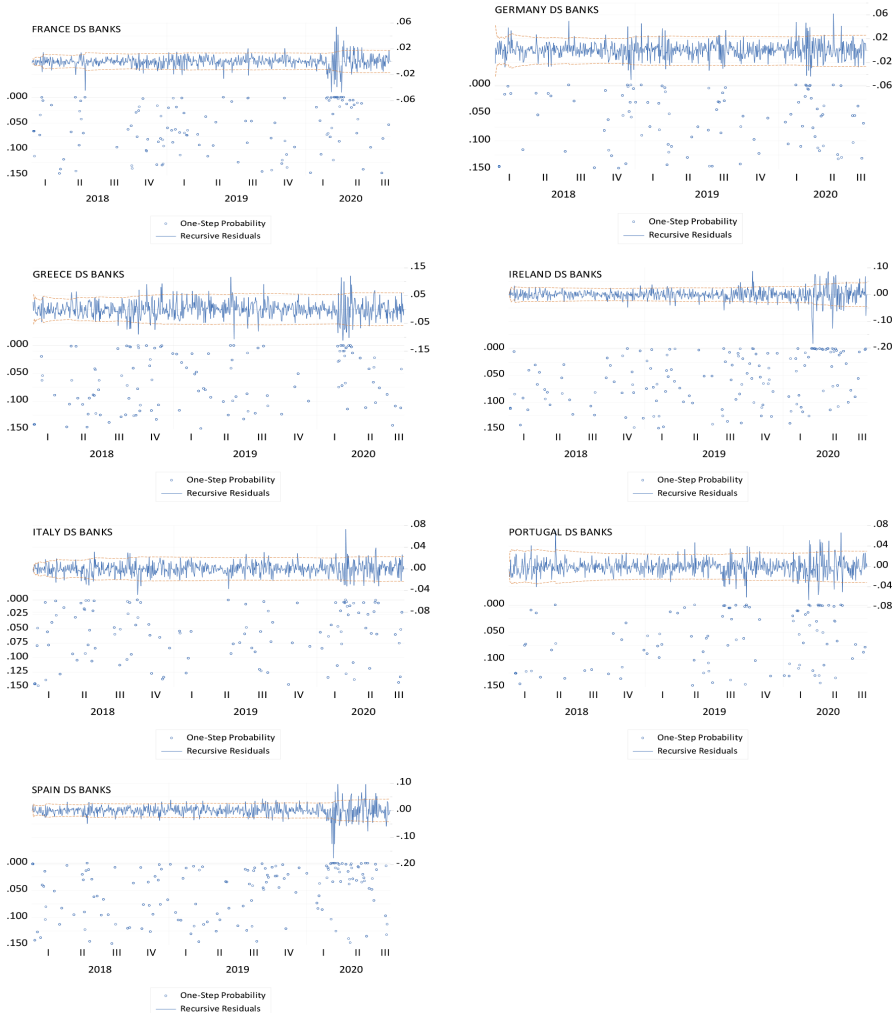 FRANCE DS BANKS
.06
.02
-.02
-.06
.000
.050
.100
.150
I II III IV I II III IV I II III
2018 2019 2020
One-Step Probability
Recursive Residuals
GERMANY DS BANKS
.06
.02
-.02
-.06
.000
.050
.100
.150
I II III IV I II III IV I II III
2018 2019 2020
One-Step Probability
Recursive Residuals
GREECE DS BANKS
.15
.05
-.05
-.15
.000
.050
.100
.150
I II III IV I II III IV I II III
2018 2019 2020
One-Step Probability
Recursive Residuals
IRELAND DS BANKS
.10
.00
-.10
-.20
.000
.050
.100
.150
I II III IV I II III IV I II III
2018 2019 2020
One-Step Probability
Recursive Residuals
ITALY DS BANKS
.08
.04
.00
-.04
-.08
.000
.025
.050
.075
.100
.125
.150
I II III IV I II III IV I II III
2018 2019 2020
One-Step Probability
Recursive Residuals
PORTUGAL DS BANKS
.08
.04
.00
-.04
-.08
.000
.050
.100
.150
I II III IV I II III IV I II III
2018 2019 2020
One-Step Probability
Recursive Residuals
SPAIN DS BANKS
.10
.00
-.10
-.20
.000
.050
.100
.150
I II III IV I II III IV I II III
2018 2019 2020
One-Step Probability
Recursive Residuals